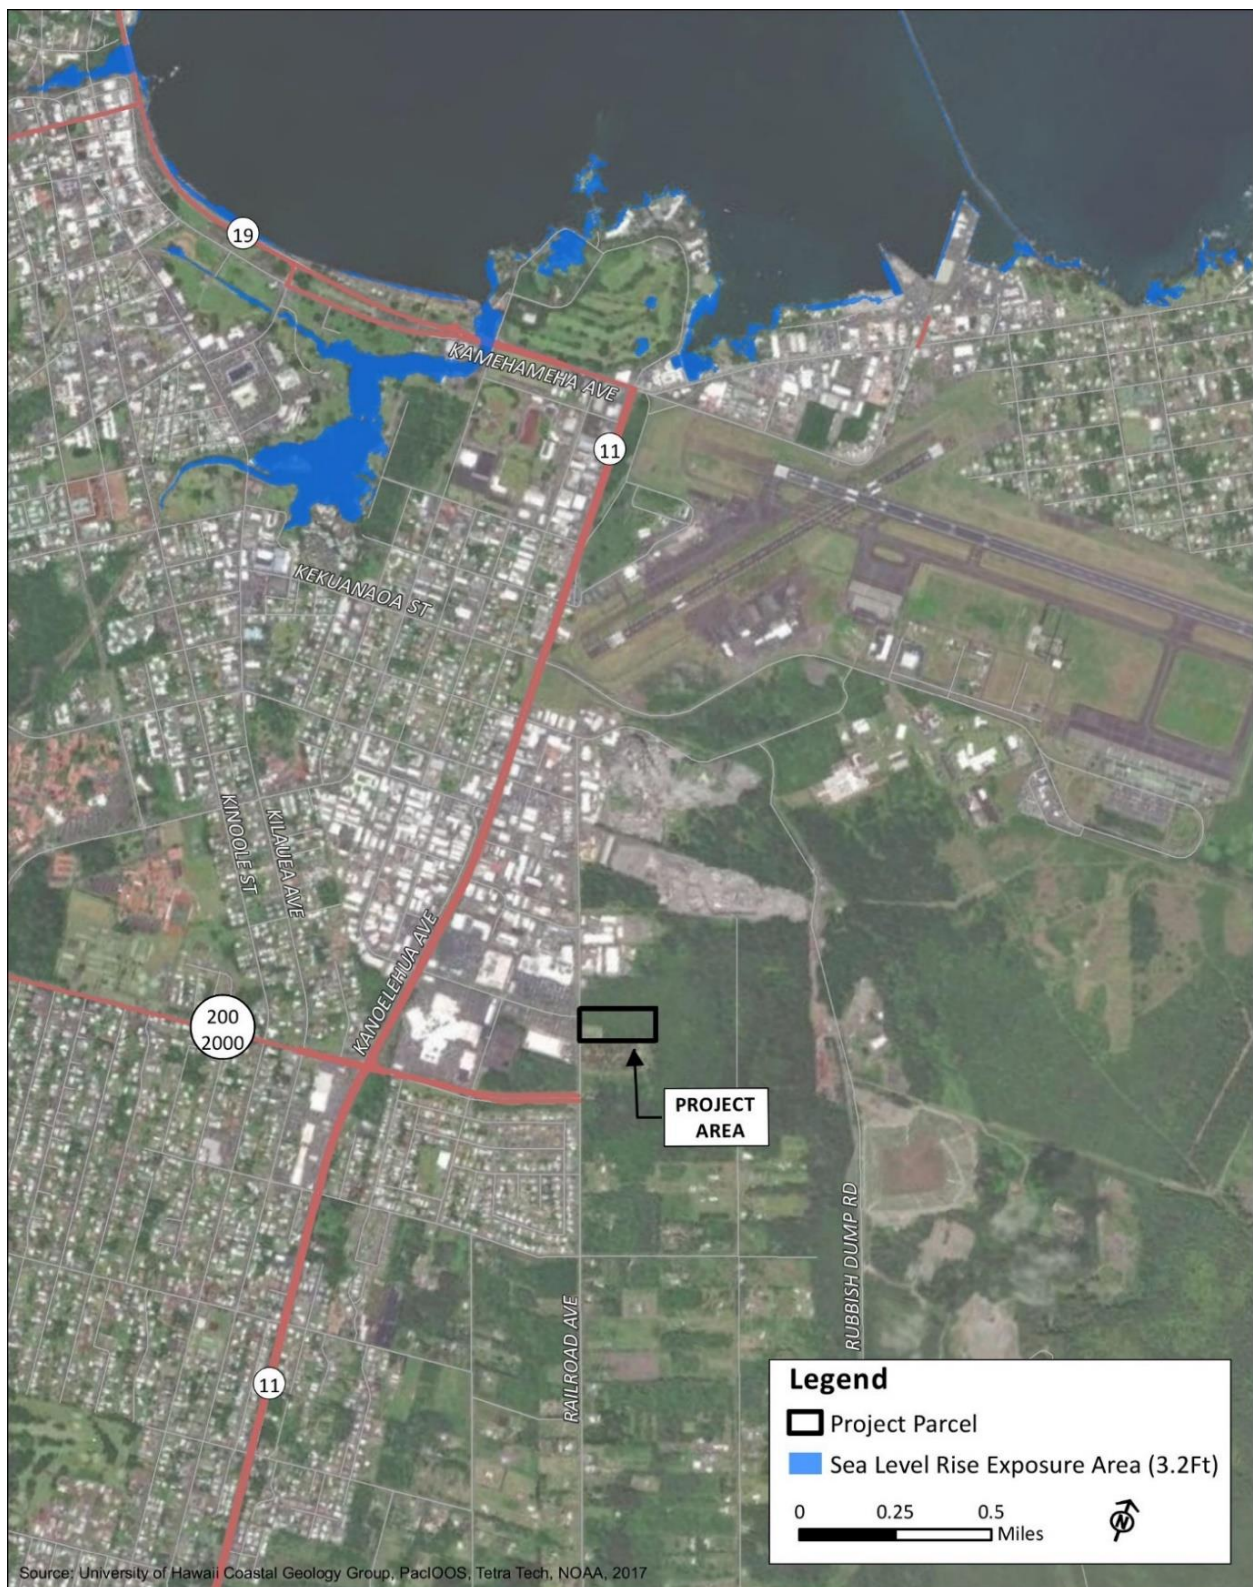 19
KAMEHAMEHA AVE
11
KEKUANAOA ST
KINOOLE ST
KILAUEA AVE
KANOELEHUA AVE
200
2000
PROJECT
AREA
RUBBISH DUMP RD
RAILROAD AVE
11
Legend
Project Parcel
Sea Level Rise Exposure Area (3.2Ft)
0 0.25 0.5
Miles
N
Source: University of Hawaii Coastal Geology Group, PacIOOS, Tetra Tech, NOAA, 2017